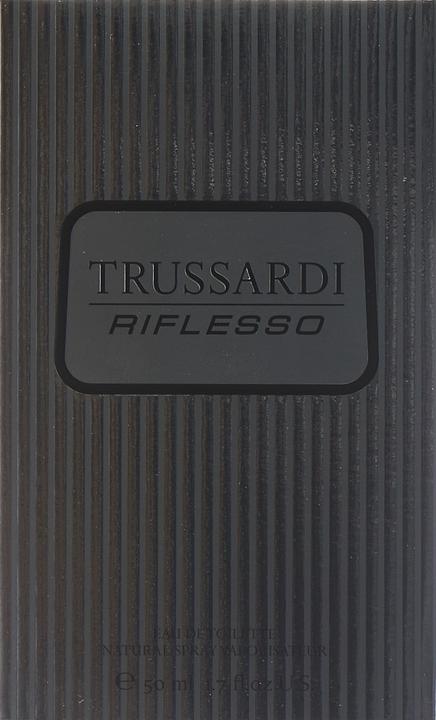 TRUSSARDI
RIFLESSO
EAU DE TOILETTE
NATURAL SPRAY VAPORISATEUR
℮ 50 ml 1.7 fl.oz.U.S.